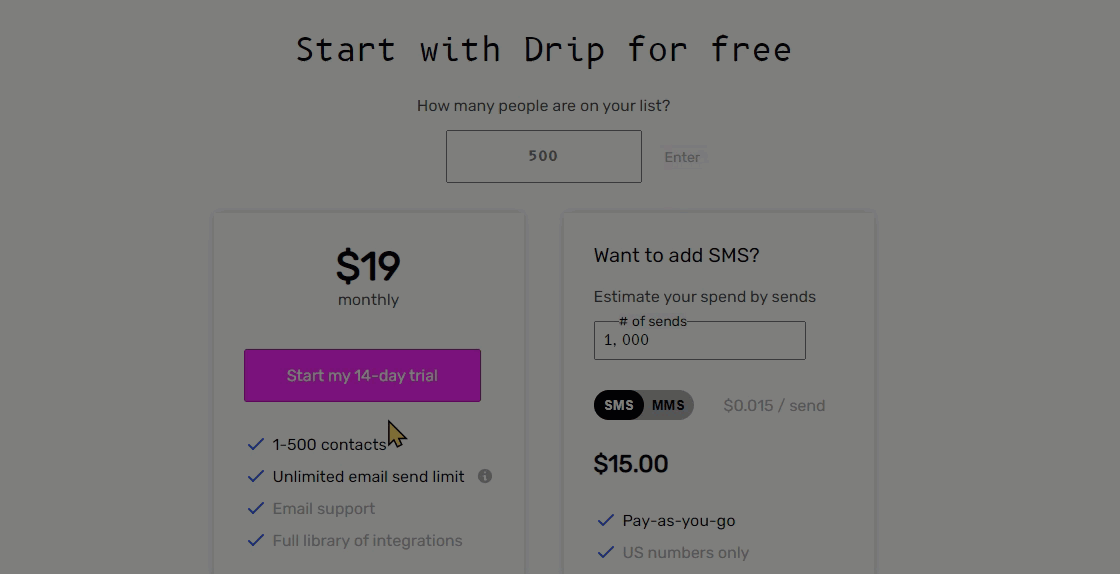 Start with Drip for free
How many people are on your list?
500
Enter
$19
monthly
Start my 14-day trial
1-500 contacts
Unlimited email send limit
Email support
Full library of integrations
Want to add SMS?
Estimate your spend by sends
# of sends
1, 000
SMS MMS $0.015 / send
$15.00
Pay-as-you-go
US numbers only